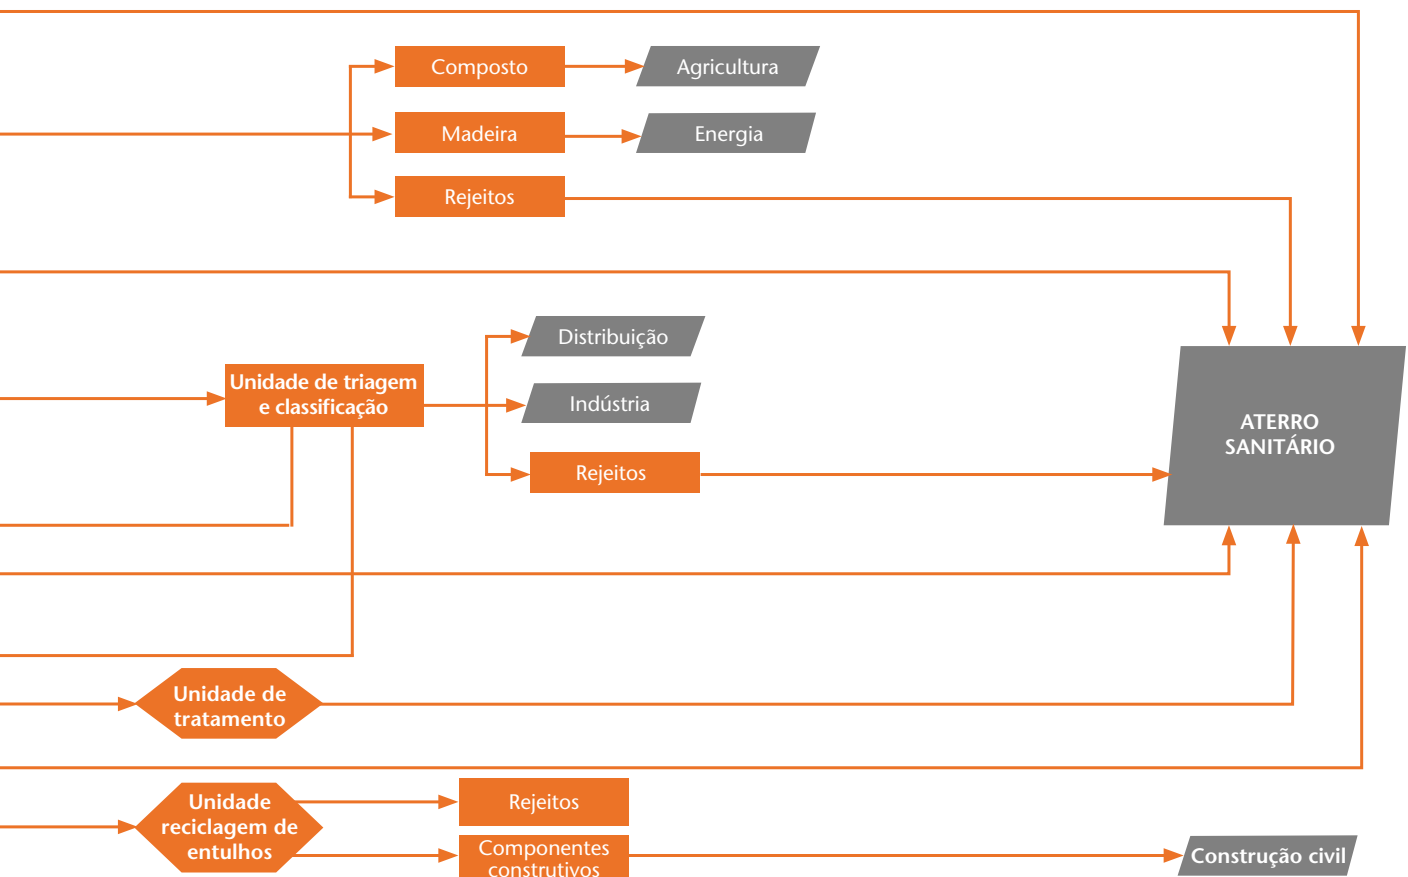 Composto
Agricultura
Madeira
Energia
Rejeitos
Distribuição
Unidade de triagem
e classificação
Indústria
Rejeitos
ATERRO
SANITÁRIO
Unidade de
tratamento
Unidade
reciclagem de
entulhos
Rejeitos
Componentes
construtivos
Construção civil